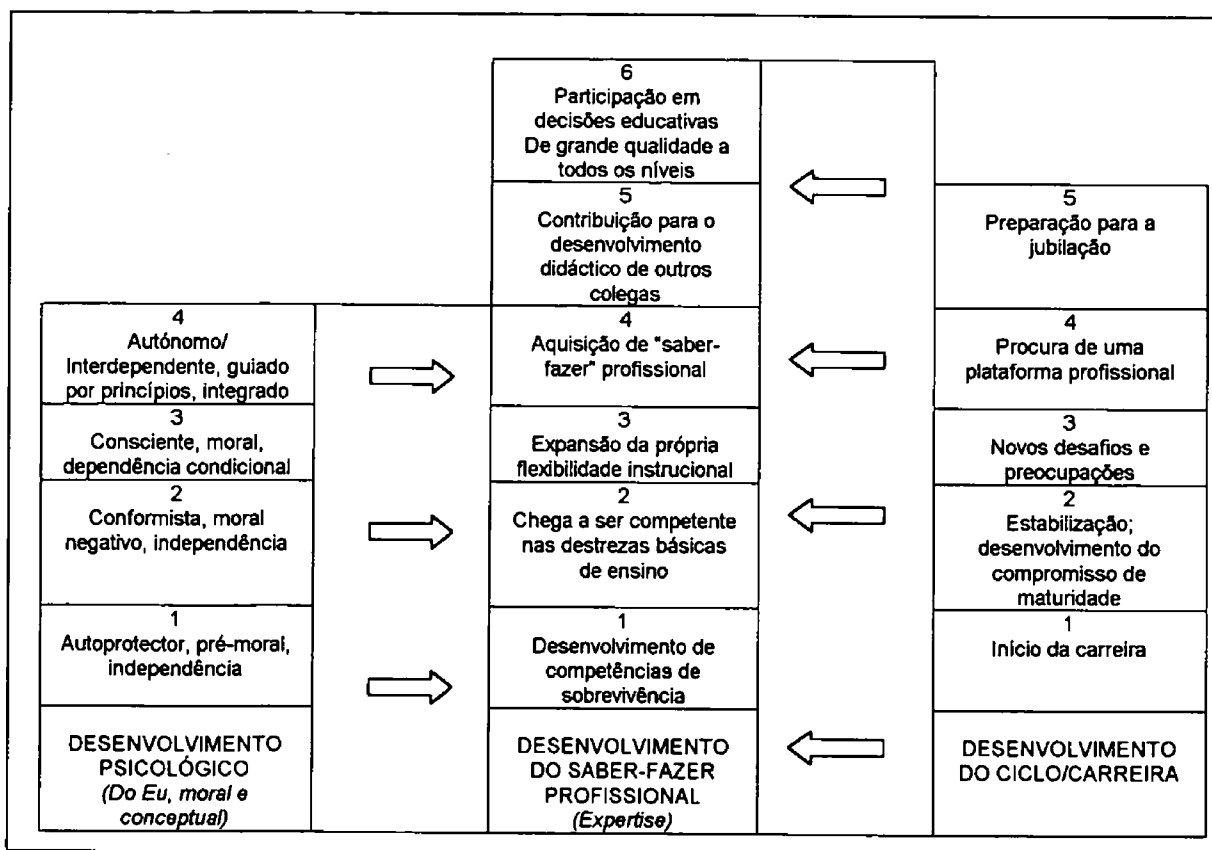 6
Participação em
decisões educativas
De grande qualidade a
todos os níveis
5
Contribuição para o
desenvolvimento
didáctico de outros
colegas
4
Aquisição de "saber-
fazer" profissional
3
Expansão da própria
flexibilidade instrucional
2
Chega a ser competente
nas destrezas básicas
de ensino
1
Desenvolvimento de
competências de
sobrevivência
DESENVOLVIMENTO
DO SABER-FAZER
PROFISSIONAL
(Expertise)
4
Autónomo/
Interdependente, guiado
por princípios, integrado
3
Consciente, moral,
dependência condicional
2
Conformista, moral
negativo, independência
1
Autoprotector, pré-moral,
independência
DESENVOLVIMENTO
PSICOLÓGICO
(Do Eu, moral e
conceptual)
5
Preparação para a
jubilação
4
Procura de uma
plataforma profissional
3
Novos desafios e
preocupações
2
Estabilização;
desenvolvimento do
compromisso de
maturidade
1
Início da carreira
DESENVOLVIMENTO
DO CICLO/CARREIRA